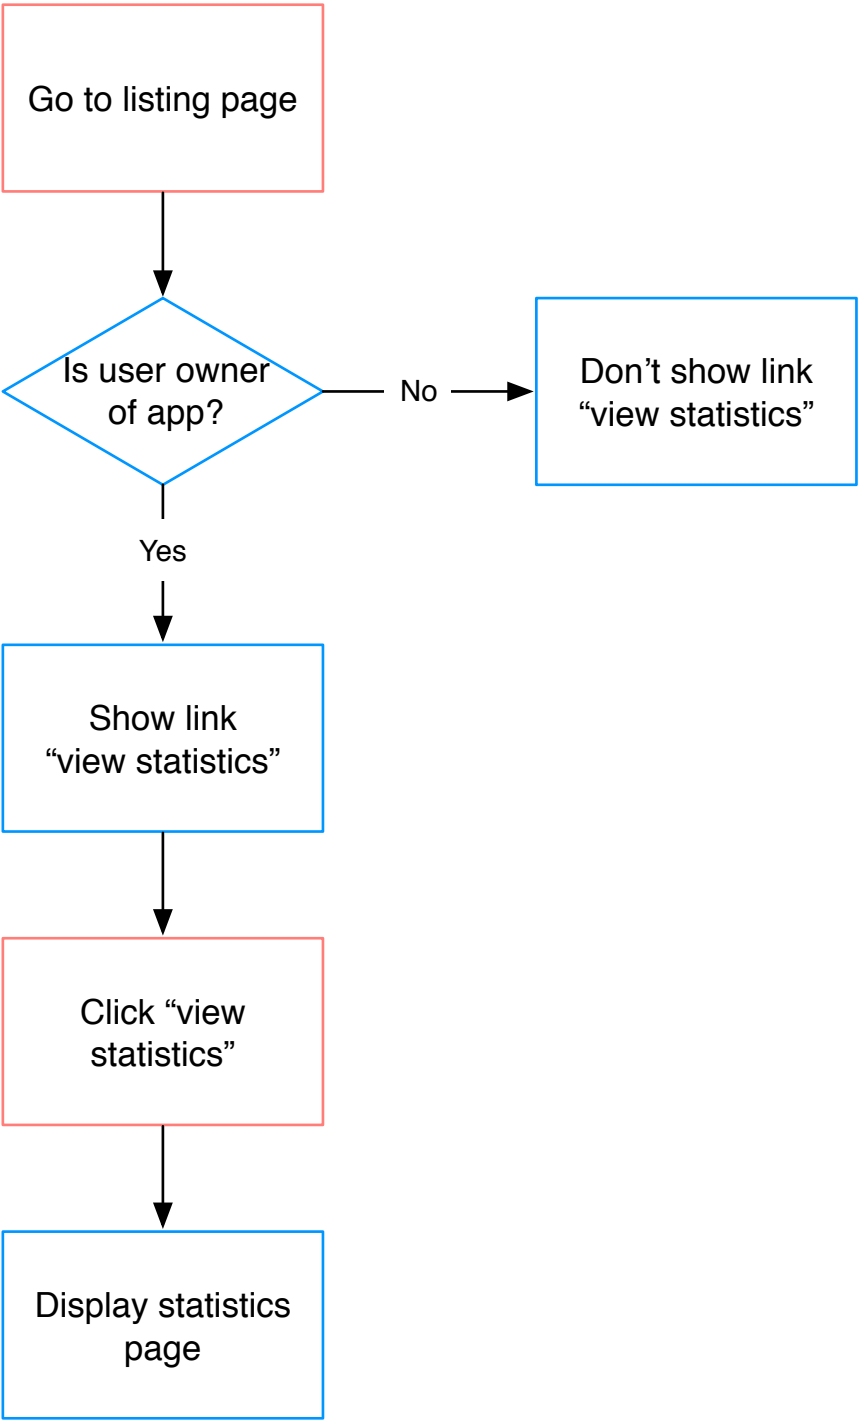 Go to listing page
Is user owner
of app?
No
Don’t show link
“view statistics”
Yes
Show link
“view statistics”
Click “view
statistics”
Display statistics
page